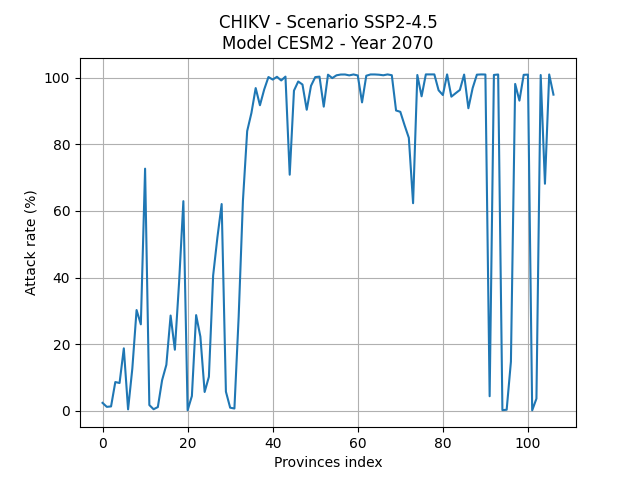 CHIKV - Scenario SSP2-4.5
Model CESM2 - Year 2070
Attack rate (%)
100
80
60
40
20
0
0 20 40 60 80 100
Provinces index